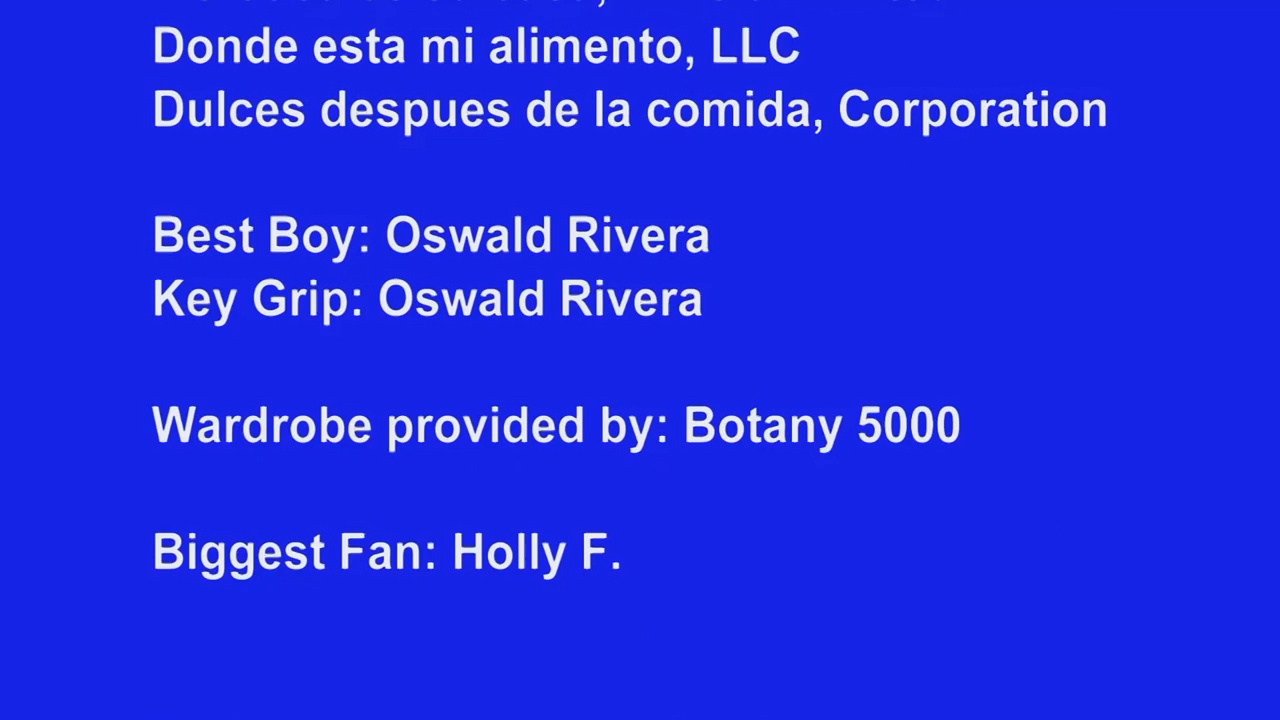 Donde esta mi alimento, LLC
Dulces despues de la comida, Corporation
Best Boy: Oswald Rivera
Key Grip: Oswald Rivera
Wardrobe provided by: Botany 5000
Biggest Fan: Holly F.